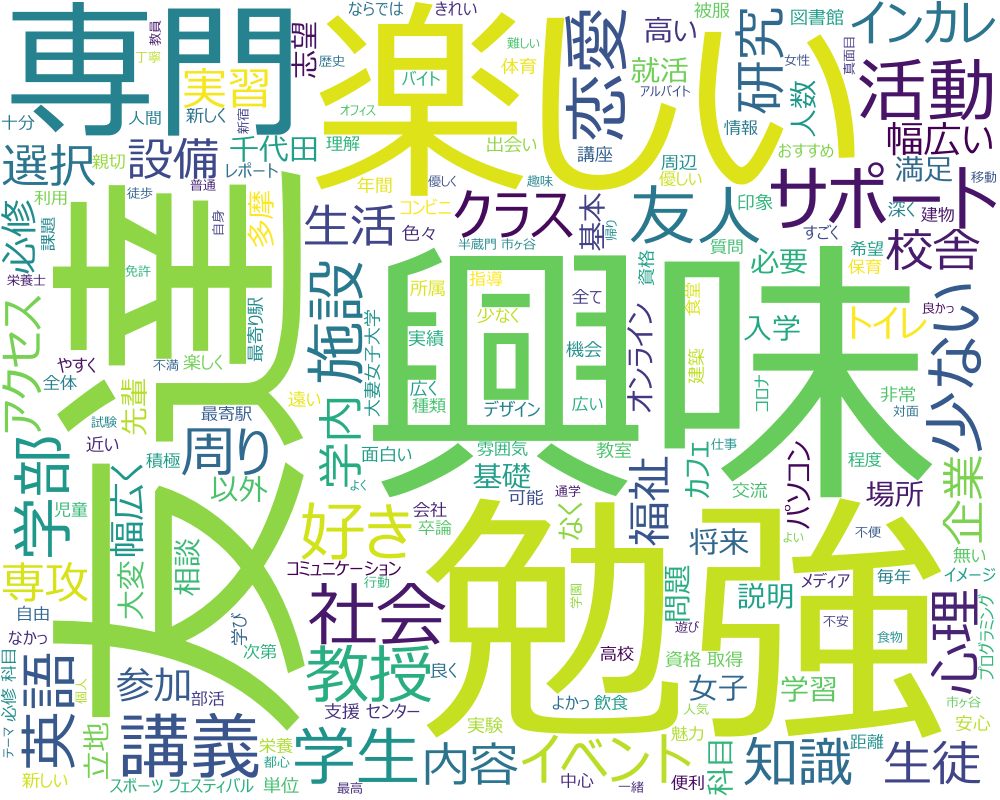 専門
楽しい
恋愛
研究
インカレ
活動
サポート
幅広い
高い
就活
人数
図書館
被服
きれい
ならでは
志望
教員
丁寧
実習
新しく
人間
十分
選択
設備
千代田
歴史
新宿
オフィス
バイト
難しい
体育
アルバイト
女性
真面目
情報
おすすめ
講座
理解
出会い
親切
レポート
利用
必修
課題
徒歩
普通
自身
多摩
年間
優しく
趣味
周辺
優しい
満足
深く
移動
建物
すごく
印象
友人
クラス
基本
コンビニ
生活
色々
帰り
半蔵門 市ヶ谷
質問
希望
必要
保育
校舎
栄養士
免許
友達
興味
勉強
アクセス
最寄り駅
施設
所属
指導
少なく
全て
資格
食堂
入学
トイレ
良かっ
少ない
やすく
不満
楽しく
全体
先輩
遠い
大妻女子大学
実績
機会
オンライン
建築
コロナ
非常
対面
広く
種類
デザイン
広い
近い
試験
最寄駅
学部
積極
周り
学内
面白い
よく
雰囲気
教室
仕事
カフェ
パソコン
程度
基礎
以外
可能
通学
交流
場所
企業
児童
幅広く
大変
相談
好き
会社
卒論
なく
福祉
将来
よい
不便
無い
専攻
コミュニケーション
行動
学園
問題
メディア
毎年
イメージ
自由
なかっ
学び
社会
説明
遊び
不安
食物
プログラミング
心理
次第
教授
良く
高校
資格 取得
英語
必修 科目
テーマ
個人
参加
部活
支援 センター
よかっ
飲食
女子
学習
人気
市ヶ谷
安心
講義
立地
栄養
都心
学生
内容
実験
イベント
魅力
科目
知識
距離
生徒
新しい
スポーツ フェスティバル
単位
最高
中心
一緒
便利